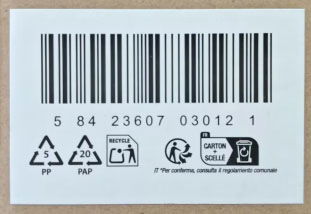 5 84 23607 03012 1
5 20 RECYCLE FR CARTON + SCELLÉ
PP PAP
IT *Per conferma, consulta il regolamento comunale